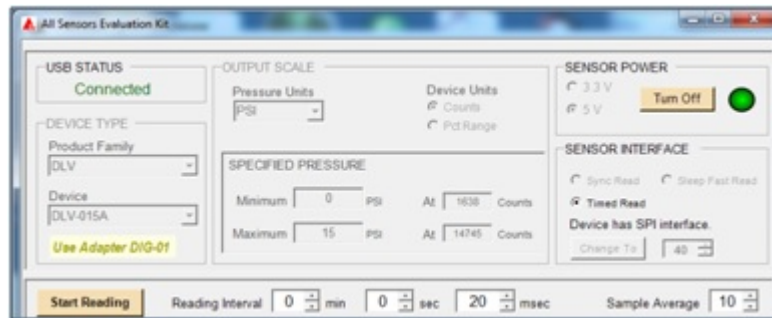 All Sensors Evaluation Kit
USB STATUS
Connected
DEVICE TYPE
Product Family
DLV
Device
DLV-015A
Use Adapter DIG-01
OUTPUT SCALE
Pressure Units
PSI
Device Units
Counts
Pct Range
SPECIFIED PRESSURE
Minimum 0 PSI At 1638 Counts
Maximum 15 PSI At 14745 Counts
SENSOR POWER
3.3 V
5 V
Turn Off
SENSOR INTERFACE
Sync Read Sleep Fast Read
Timed Read
Device has SPI interface.
Change To 40
Start Reading Reading Interval 0 min 0 sec 20 msec Sample Average 10